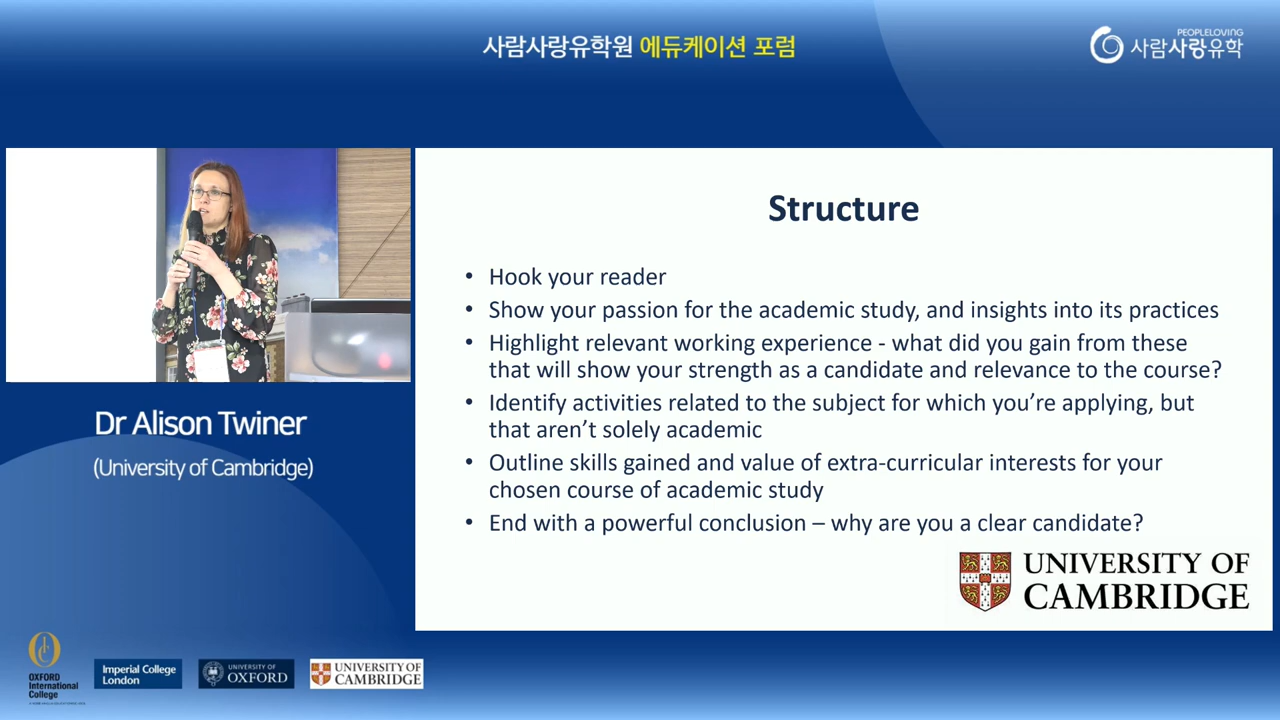 사람사랑유학원 에듀케이션 포럼
PEOPLELOVING
사람사랑유학
Structure
• Hook your reader
• Show your passion for the academic study, and insights into its practices
• Highlight relevant working experience - what did you gain from these
that will show your strength as a candidate and relevance to the course?
• Identify activities related to the subject for which you're applying, but
that aren't solely academic
• Outline skills gained and value of extra-curricular interests for your
chosen course of academic study
• End with a powerful conclusion – why are you a clear candidate?
UNIVERSITY OF
CAMBRIDGE
Dr Alison Twiner
(University of Cambridge)
OIC
OXFORD
International
College
Imperial College
London
UNIVERSITY OF
OXFORD
UNIVERSITY OF
CAMBRIDGE